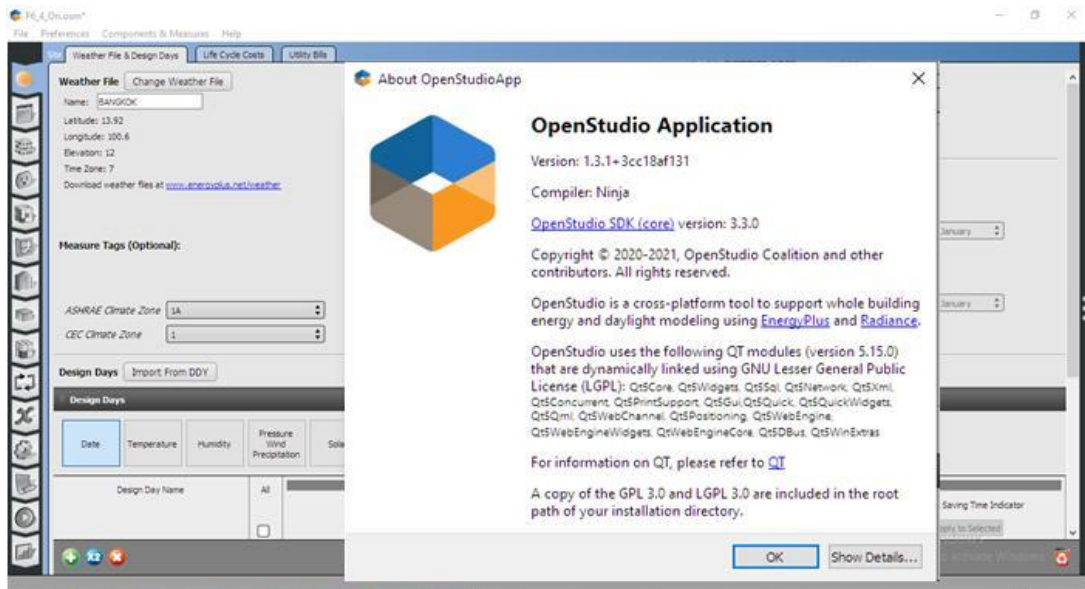 F6_4_Ori.osm*
File Preferences Components & Measures Help
Weather File & Design Days Life Cycle Costs Utility Bills
Weather File Change Weather File
Name: BANGKOK
Latitude: 13.92
Longitude: 100.6
Elevation: 12
Time Zone: 7
Download weather files at www.energyplus.net/weather
Measure Tags (Optional):
ASHRAE Climate Zone 1A
CEC Climate Zone 1
Design Days Import From DDY
Design Days
Date Temperature Humidity Pressure Wind Precipitation Sola
Design Day Name All
x2
About OpenStudioApp
OpenStudio Application
Version: 1.3.1+3cc18af131
Compiler: Ninja
OpenStudio SDK (core) version: 3.3.0
Copyright © 2020-2021, OpenStudio Coalition and other
contributors. All rights reserved.
OpenStudio is a cross-platform tool to support whole building
energy and daylight modeling using EnergyPlus and Radiance.
OpenStudio uses the following QT modules (version 5.15.0)
that are dynamically linked using GNU Lesser General Public
License (LGPL): Qt5Core, Qt5Widgets, Qt5Sql, Qt5Network, Qt5Xml,
Qt5Concurrent, Qt5PrintSupport, Qt5Gui,Qt5Quick, Qt5QuickWidgets,
Qt5Qml, Qt5WebChannel, Qt5Positioning, Qt5WebEngine,
Qt5WebEngineWidgets, QtWebEngineCore, Qt5DBus, Qt5WinExtras
For information on QT, please refer to QT
A copy of the GPL 3.0 and LGPL 3.0 are included in the root
path of your installation directory.
OK Show Details...
January
January
Saving Time Indicator
pply to Selected
activate Windows